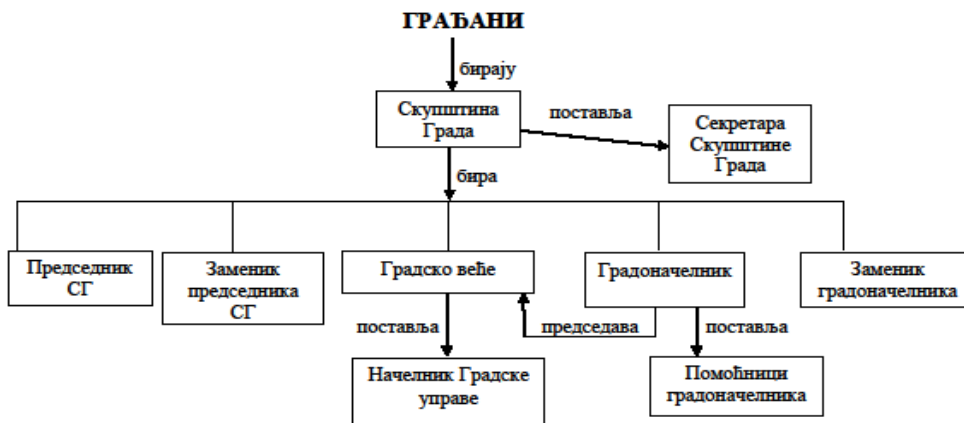 ГРАЂАНИ
бирају
Скупштина
Града
поставља
Секретара
Скупштине
Града
бира
Председник
СГ
Заменик
председника
СГ
Градско веће
Градоначелник
Заменик
градоначелника
поставља
председава
поставља
Начелник Градске
управе
Помоћници
градоначелника